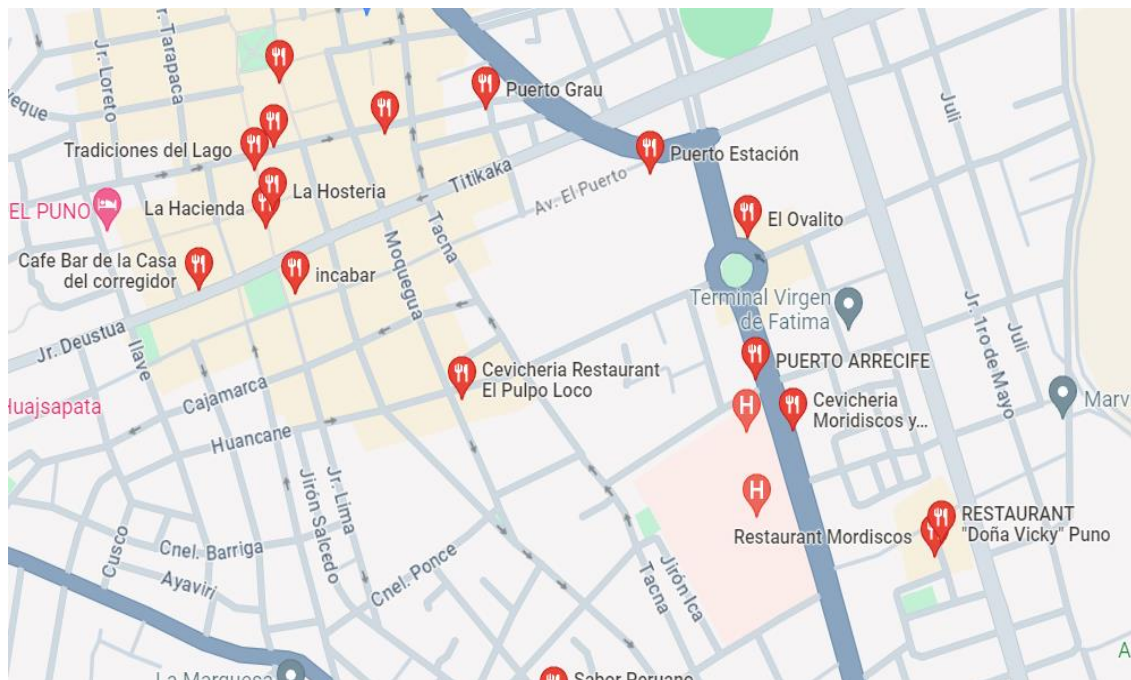 Jr. Loreto
Jr. Tarapaca
Puerto Grau
Juli
Tradiciones del Lago
Titikaka
Puerto Estación
La Hosteria
Av. El Puerto
EL PUNO
La Hacienda
El Ovalito
Tacna
Moquegua
Cafe Bar de la Casa
del corregidor
incabar
Terminal Virgen
de Fatima
Jr. 1ro de Mayo
Juli
Jr. Deustua
Ilave
PUERTO ARRECIFE
Cevicheria Restaurant
El Pulpo Loco
Cajamarca
Huajsapata
H
Cevicheria
Moridiscos y...
Marv
Huancane
Jr. Lima
Jirón Salcedo
H
RESTAURANT
"Doña Vicky" Puno
Restaurant Mordiscos
Cusco
Cnel. Barriga
Ayaviri
Cnel. Ponce
Tacna
Jirón Ica
A